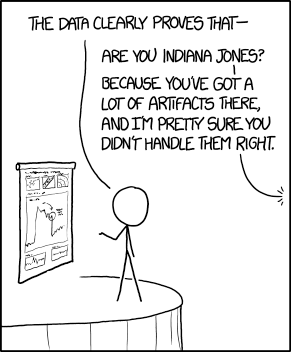 THE DATA CLEARLY PROVES THAT—
ARE YOU INDIANA JONES?
BECAUSE YOU'VE GOT A
LOT OF ARTIFACTS THERE,
AND I'M PRETTY SURE YOU
DIDN'T HANDLE THEM RIGHT.